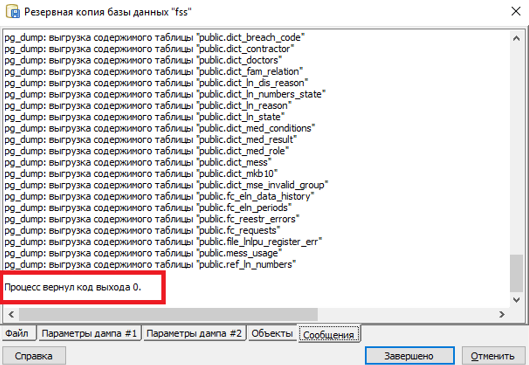 Резервная копия базы данных "fss"
pg_dump: выгрузка содержимого таблицы "public.dict_breach_code"
pg_dump: выгрузка содержимого таблицы "public.dict_contractor"
pg_dump: выгрузка содержимого таблицы "public.dict_doctors"
pg_dump: выгрузка содержимого таблицы "public.dict_fam_relation"
pg_dump: выгрузка содержимого таблицы "public.dict_ln_dis_reason"
pg_dump: выгрузка содержимого таблицы "public.dict_ln_numbers_state"
pg_dump: выгрузка содержимого таблицы "public.dict_ln_reason"
pg_dump: выгрузка содержимого таблицы "public.dict_ln_state"
pg_dump: выгрузка содержимого таблицы "public.dict_med_conditions"
pg_dump: выгрузка содержимого таблицы "public.dict_med_result"
pg_dump: выгрузка содержимого таблицы "public.dict_med_role"
pg_dump: выгрузка содержимого таблицы "public.dict_mess"
pg_dump: выгрузка содержимого таблицы "public.dict_mkb10"
pg_dump: выгрузка содержимого таблицы "public.dict_mse_invalid_group"
pg_dump: выгрузка содержимого таблицы "public.fc_eln_data_history"
pg_dump: выгрузка содержимого таблицы "public.fc_eln_periods"
pg_dump: выгрузка содержимого таблицы "public.fc_reestr_errors"
pg_dump: выгрузка содержимого таблицы "public.fc_requests"
pg_dump: выгрузка содержимого таблицы "public.file_lnlpu_register_err"
pg_dump: выгрузка содержимого таблицы "public.mess_usage"
pg_dump: выгрузка содержимого таблицы "public.ref_ln_numbers"
Процесс вернул код выхода 0.
Файл Параметры дампа #1 Параметры дампа #2 Объекты Сообщения
Справка Завершено Отменить